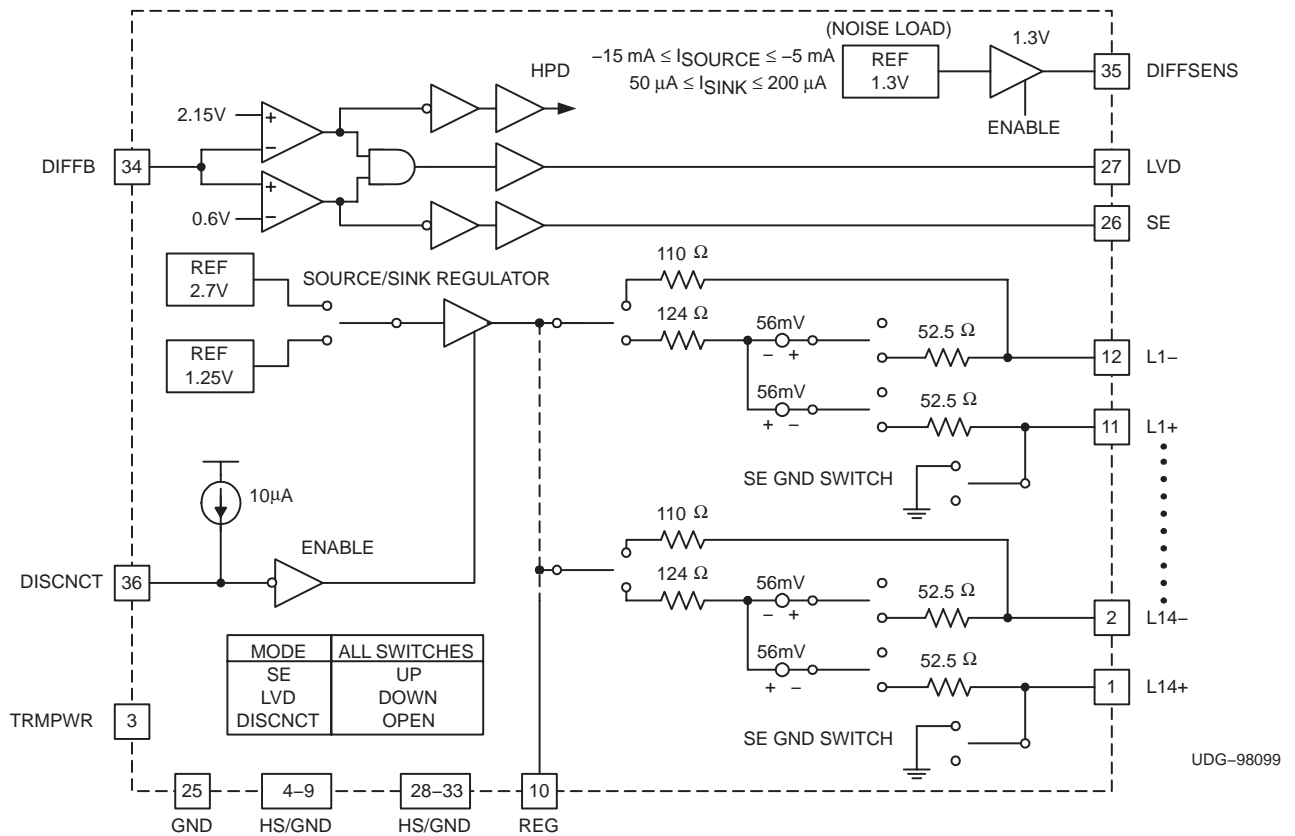 (NOISE LOAD)
–15 mA ≤ ISOURCE ≤ –5 mA
50 μA ≤ ISINK ≤ 200 μA
REF
1.3V
1.3V
ENABLE
35
DIFFSENS
HPD
2.15V
+
–
DIFFB
34
+
–
0.6V
27
LVD
26
SE
REF
2.7V
SOURCE/SINK REGULATOR
REF
1.25V
110 Ω
124 Ω
56mV
– +
52.5 Ω
12
L1–
56mV
+ –
52.5 Ω
11
L1+
SE GND SWITCH
10μA
ENABLE
DISCNCT
36
110 Ω
124 Ω
56mV
– +
52.5 Ω
2
L14–
56mV
+ –
52.5 Ω
1
L14+
SE GND SWITCH
MODE ALL SWITCHES
SE UP
LVD DOWN
DISCNCT OPEN
TRMPWR
3
25
GND
4–9
HS/GND
28–33
HS/GND
10
REG
UDG–98099